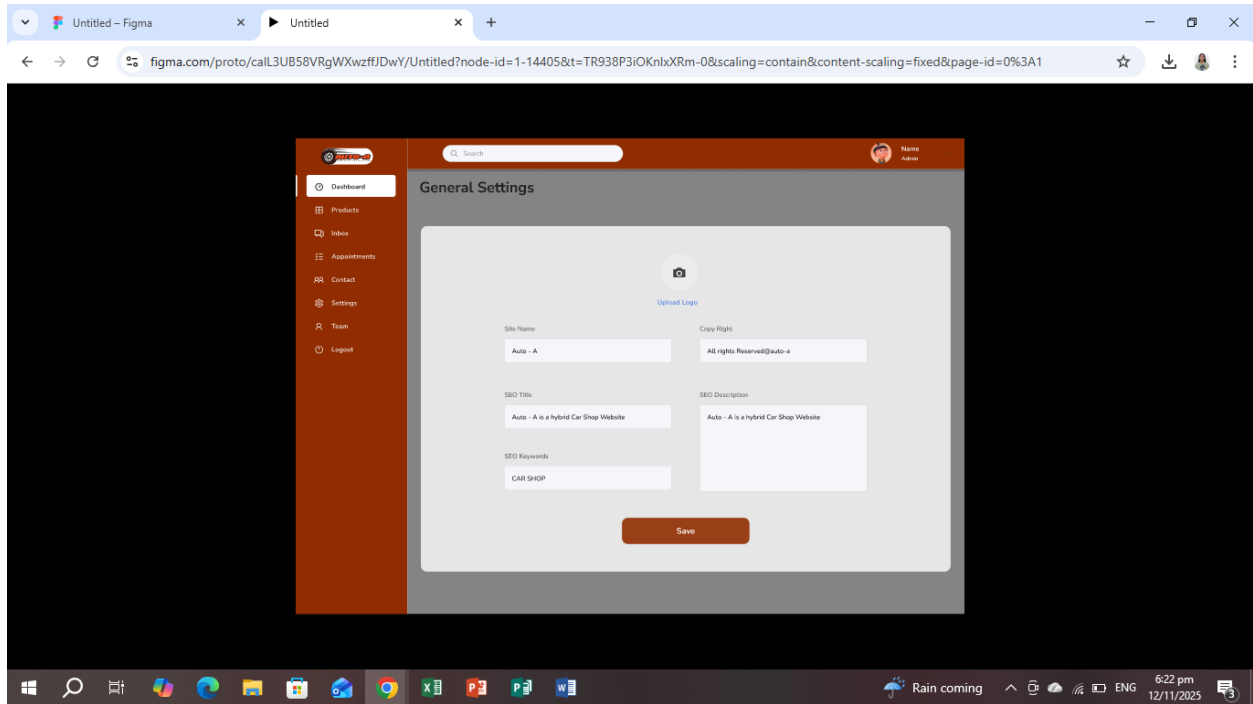 Untitled – Figma
Untitled
figma.com/proto/calL3UB58VRgWXwzffJDwY/Untitled?node-id=1-14405&t=TR938P3iOKnlxXRm-0&scaling=contain&content-scaling=fixed&page-id=0%3A1
AUTO-A
Search
Name
Admin
Dashboard
Products
Inbox
Appointments
Contact
Settings
Team
Logout
General Settings
Upload Logo
Site Name
Copy Right
Auto - A
All rights Reserved@auto-a
SEO Title
SEO Description
Auto - A is a hybrid Car Shop Website
Auto - A is a hybrid Car Shop Website
SEO Keywords
CAR SHOP
Save
Rain coming
ENG
6:22 pm
12/11/2025
3